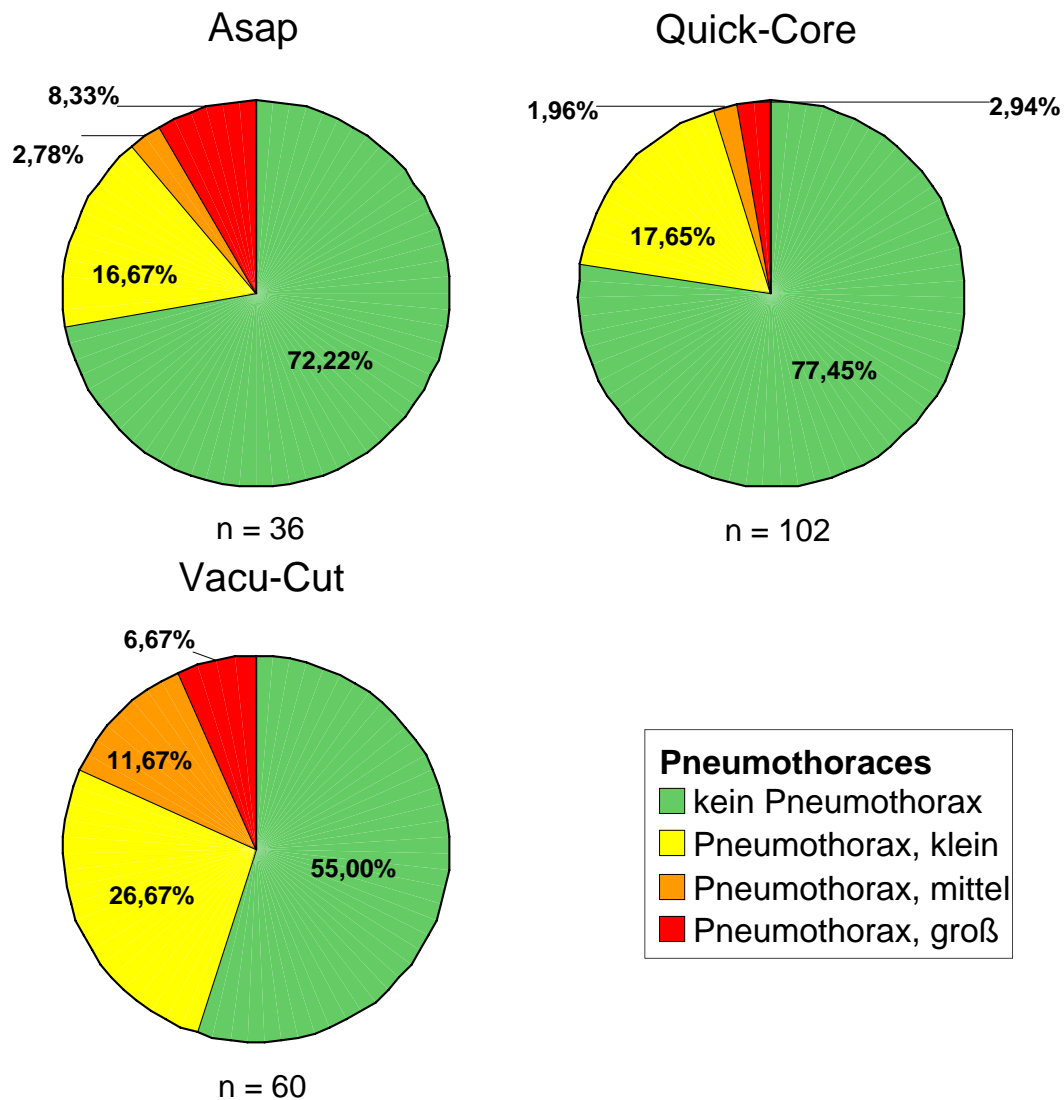 Asap
8,33%
2,78%
16,67%
72,22%
n = 36
Quick-Core
1,96%
2,94%
17,65%
77,45%
n = 102
Vacu-Cut
6,67%
11,67%
26,67%
55,00%
n = 60
Pneumothoraces
kein Pneumothorax
Pneumothorax, klein
Pneumothorax, mittel
Pneumothorax, groß